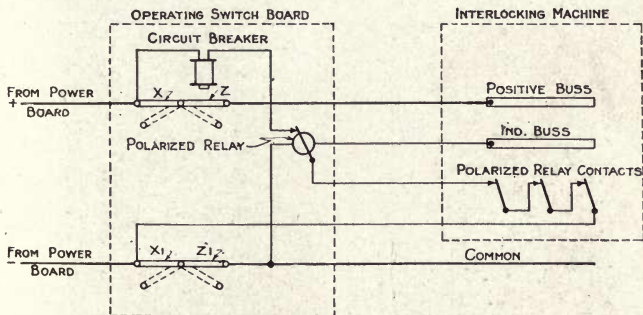 OPERATING SWITCH BOARD
INTERLOCKING MACHINE
CIRCUIT BREAKER
FROM POWER
+
BOARD
X
Z
POSITIVE BUSS
IND. BUSS
POLARIZED RELAY
POLARIZED RELAY CONTACTS
FROM POWER
-
BOARD
X1
Z1
COMMON